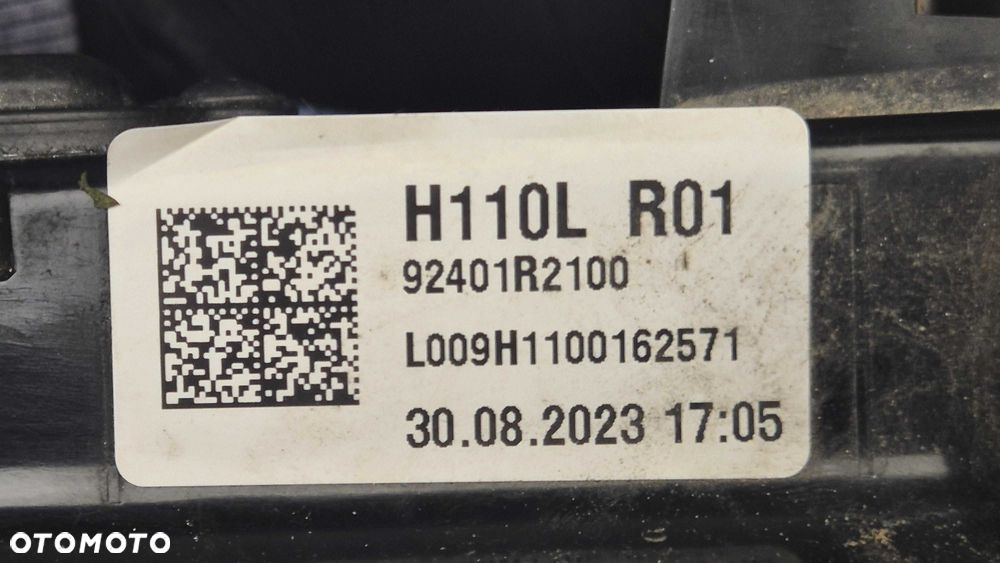 H110L R01
92401R2100
L009H1100162571
30.08.2023 17:05
OTOMOTO